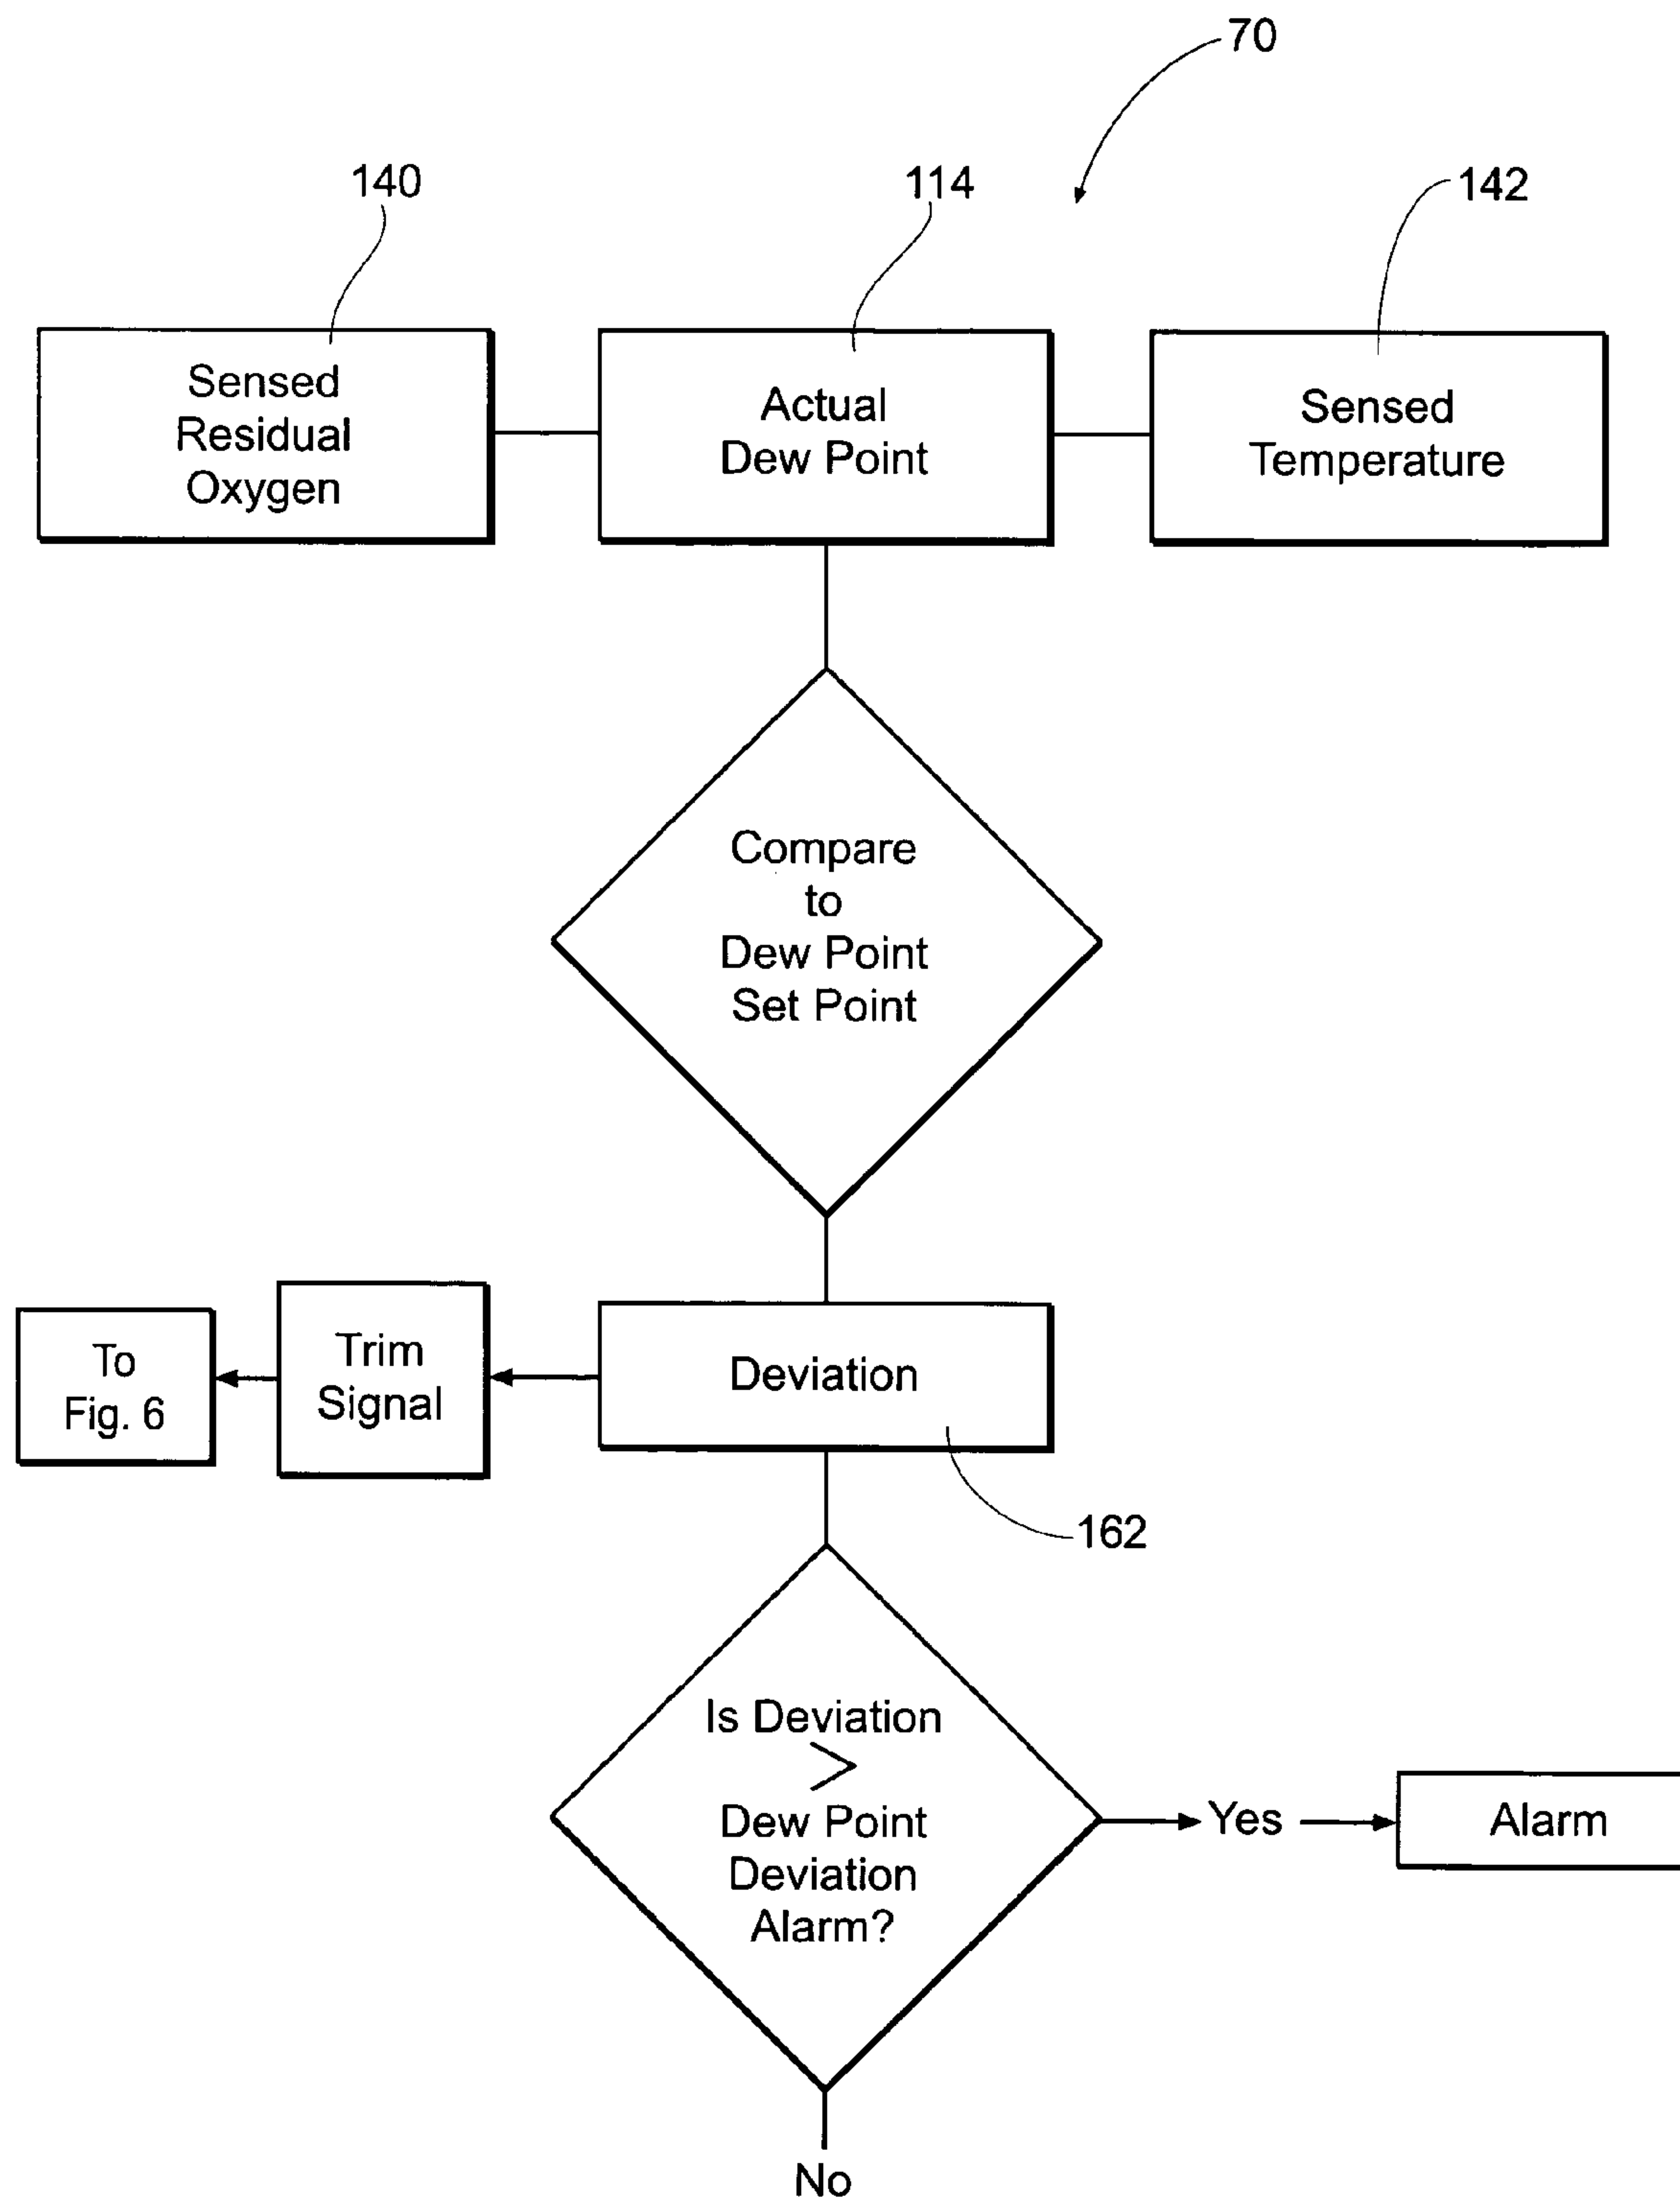 70
140
114
142
Sensed
Residual
Oxygen
Actual
Dew Point
Sensed
Temperature
Compare
to
Dew Point
Set Point
To
Fig. 6
Trim
Signal
Deviation
162
Is Deviation
>
Dew Point
Deviation
Alarm?
Yes
Alarm
No